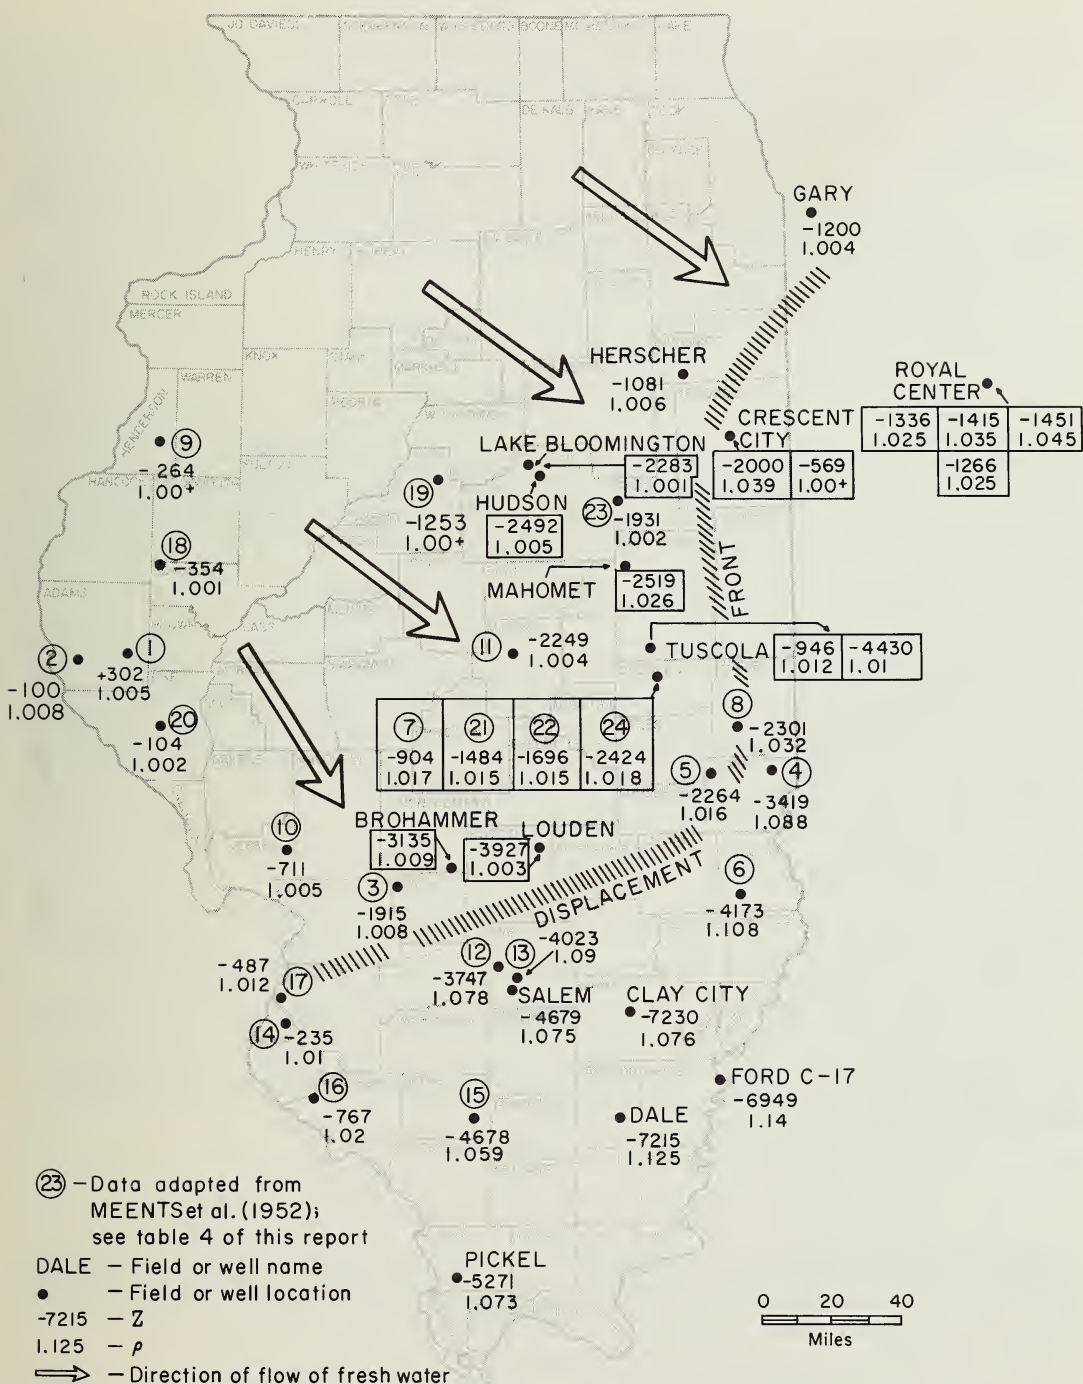 JO DAVIESS
BOONE
LAKE
CARROLL
DE KALB
KANE
COOK
GARY
-1200
1.004
HENRY
ROCK ISLAND
MERCER
KNOX
WARREN
HENDERSON
PEORIA
HANCOCK
ADAMS
HERSCHER
-1081
1.006
ROYAL
CENTER
-1336
1.025
-1415
1.035
-1451
1.045
-1266
1.025
CRESCENT
CITY
-2000
1.039
-569
1.00+
LAKE BLOOMINGTON
-2283
1.001
HUDSON
-2492
1.005
9
-264
1.00+
19
-1253
1.00+
23
-1931
1.002
18
-354
1.001
MAHOMET
-2519
1.026
FRONT
2
-100
1.008
1
+302
1.005
11
-2249
1.004
TUSCOLA
-946
1.012
-4430
1.01
20
-104
1.002
7
-904
1.017
21
-1484
1.015
22
-1696
1.015
24
-2424
1.018
8
-2301
1.032
5
-2264
1.016
4
-3419
1.088
10
-711
1.005
BROHAMMER
-3135
1.009
LOUDEN
-3927
1.003
3
-1915
1.008
DISPLACEMENT
6
-4173
1.108
-487
1.012
17
12
-3747
1.078
13
-4023
1.09
SALEM
-4679
1.075
CLAY CITY
-7230
1.076
14
-235
1.01
16
-767
1.02
15
-4678
1.059
FORD C-17
-6949
1.14
DALE
-7215
1.125
PICKEL
-5271
1.073
23 – Data adapted from
MEENTS et al. (1952);
see table 4 of this report
DALE – Field or well name
– Field or well location
-7215 – Z
1.125 – ρ
– Direction of flow of fresh water
0 20 40
Miles